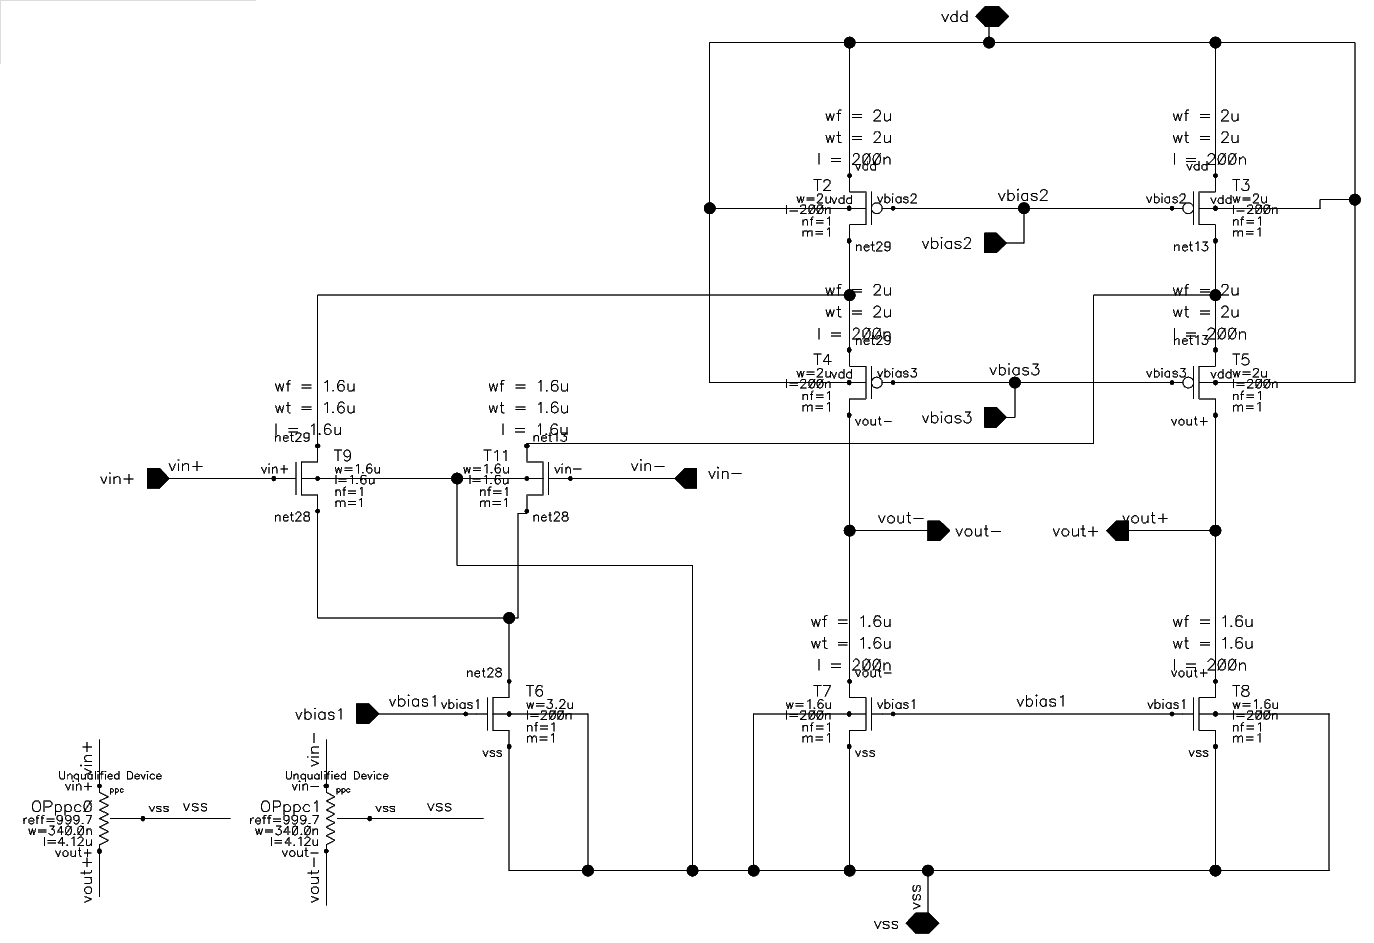 vdd
wf = 2u
wt = 2u
l = 200n
vdd
T2
w=2u
vdd
l=200n
nf=1
m=1
vbias2
net29
vbias2
vbias2
wf = 2u
wt = 2u
l = 200n
vdd
vbias2
T3
vdd
w=2u
l=200n
nf=1
m=1
net13
wf = 2u
wt = 2u
l = 200n
net29
T4
w=2u
vdd
l=200n
nf=1
m=1
vbias3
vout-
vbias3
vbias3
wf = 2u
wt = 2u
l = 200n
net13
vbias3
T5
vdd
w=2u
l=200n
nf=1
m=1
vout+
wf = 1.6u
wt = 1.6u
l = 1.6u
net29
T9
w=1.6u
l=1.6u
nf=1
m=1
vin+
vin+
vin+
net28
wf = 1.6u
wt = 1.6u
l = 1.6u
net13
T11
w=1.6u
l=1.6u
nf=1
m=1
vin-
vin-
vin-
net28
vout-
vout-
vout+
vout+
net28
T6
w=3.2u
l=200n
nf=1
m=1
vbias1
vbias1
vbias1
vss
wf = 1.6u
wt = 1.6u
l = 200n
vout-
T7
w=1.6u
l=200n
nf=1
m=1
vbias1
vss
vbias1
wf = 1.6u
wt = 1.6u
l = 200n
vout+
vbias1
T8
w=1.6u
l=200n
nf=1
m=1
vss
vin+
Unqualified Device
vin+
ppc
OPppc0
reff=999.7
w=340.0n
l=4.12u
vout+
vout+
vss
vss
vin-
Unqualified Device
vin-
ppc
OPppc1
reff=999.7
w=340.0n
l=4.12u
vout-
vout-
vss
vss
vss
vss